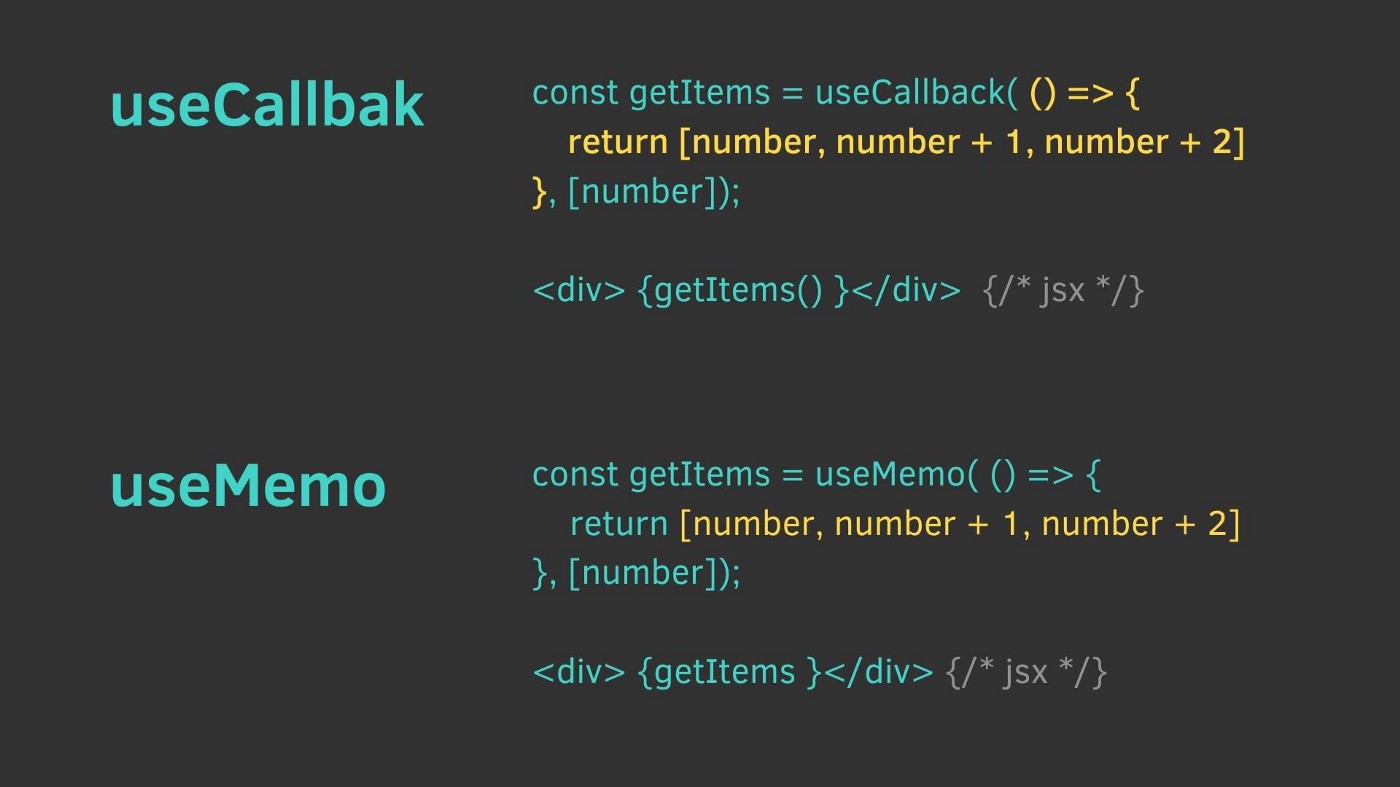 useCallbak
const getItems = useCallback( () => {
return [number, number + 1, number + 2]
}, [number]);
<div> {getItems() }</div> {/* jsx */}
useMemo
const getItems = useMemo( () => {
return [number, number + 1, number + 2]
}, [number]);
<div> {getItems }</div> {/* jsx */}